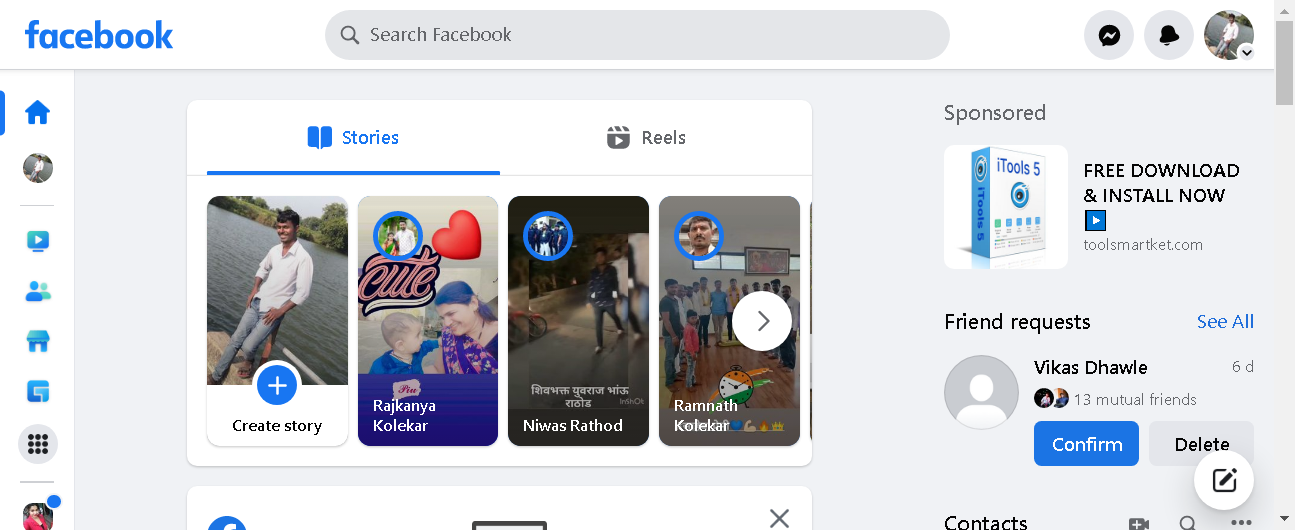 facebook
Search Facebook
Stories
Reels
Create story
cute
Piu
Rajkanya
Kolekar
शिवभक्त युवराज भांऊ
राठोड
InShOt
Niwas Rathod
Ramnath
Kolekar
Sponsored
iTools 5
iTools 5
FREE DOWNLOAD
& INSTALL NOW
toolsmartket.com
Friend requests
See All
Vikas Dhawle
6 d
13 mutual friends
Confirm
Delete
Contacts